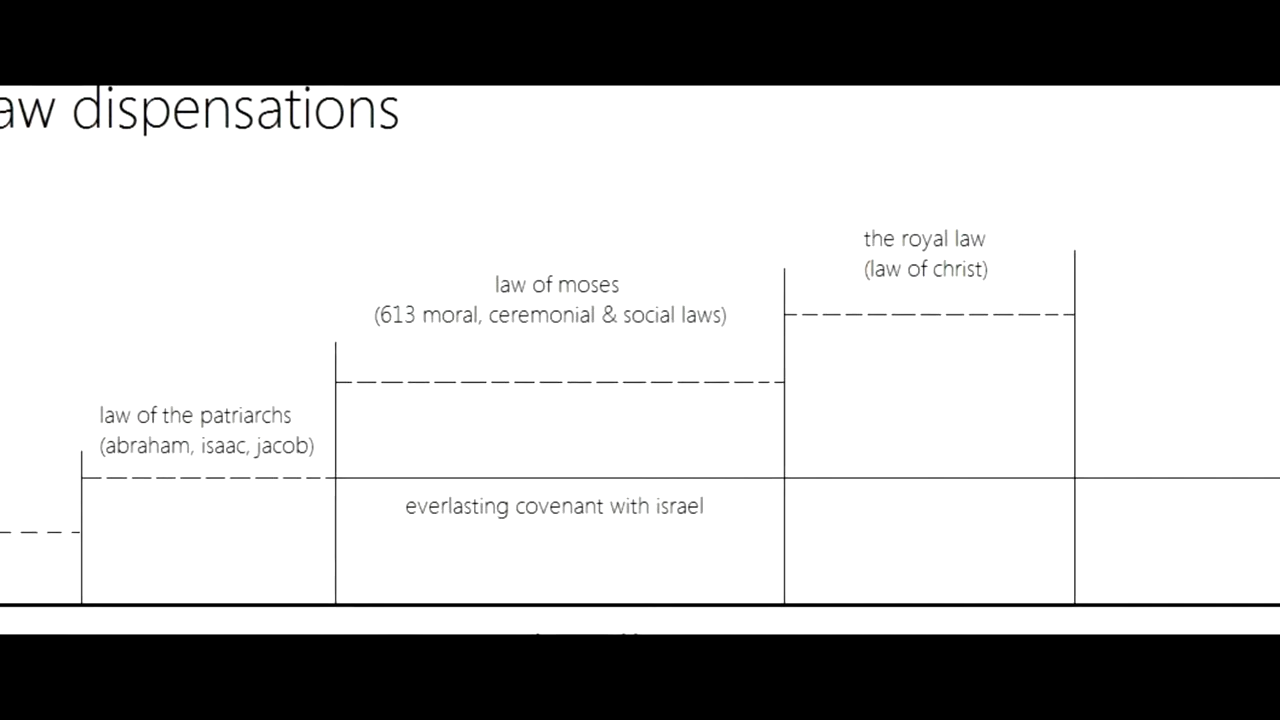 aw dispensations
the royal law
(law of christ)
law of moses
(613 moral, ceremonial & social laws)
law of the patriarchs
(abraham, isaac, jacob)
everlasting covenant with israel